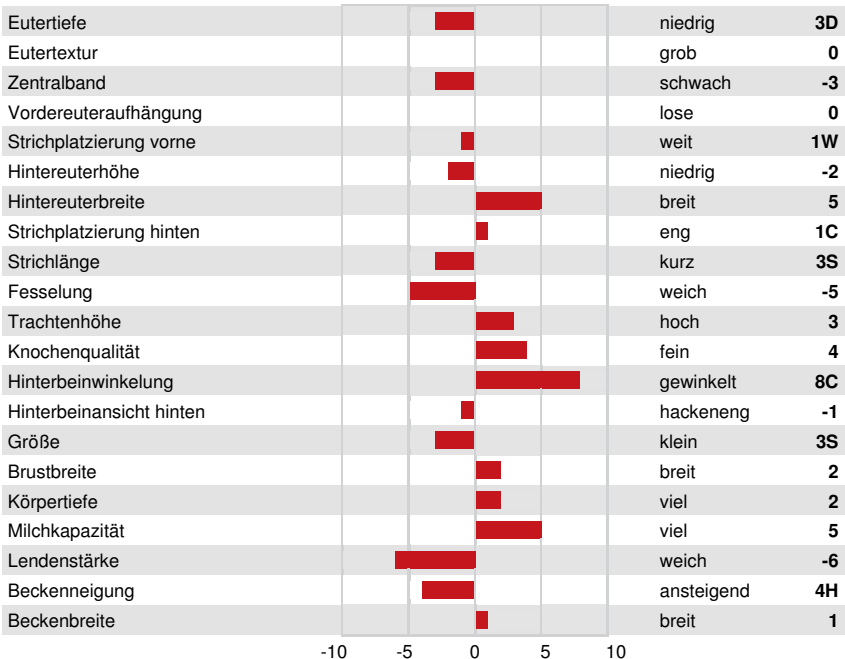 Eutertiefe niedrig 3D
Eutertextur grob 0
Zentralband schwach -3
Vordereuteraufhängung lose 0
Strichplatzierung vorne weit 1W
Hintereuterhöhe niedrig -2
Hintereuterbreite breit 5
Strichplatzierung hinten eng 1C
Strichlänge kurz 3S
Fesselung weich -5
Trachtenhöhe hoch 3
Knochenqualität fein 4
Hinterbeinwinkelung gewinkelt 8C
Hinterbeinansicht hinten hackeneng -1
Größe klein 3S
Brustbreite breit 2
Körpertiefe viel 2
Milchkapazität viel 5
Lendenstärke weich -6
Beckenneigung ansteigend 4H
Beckenbreite breit 1
-10 -5 0 5 10